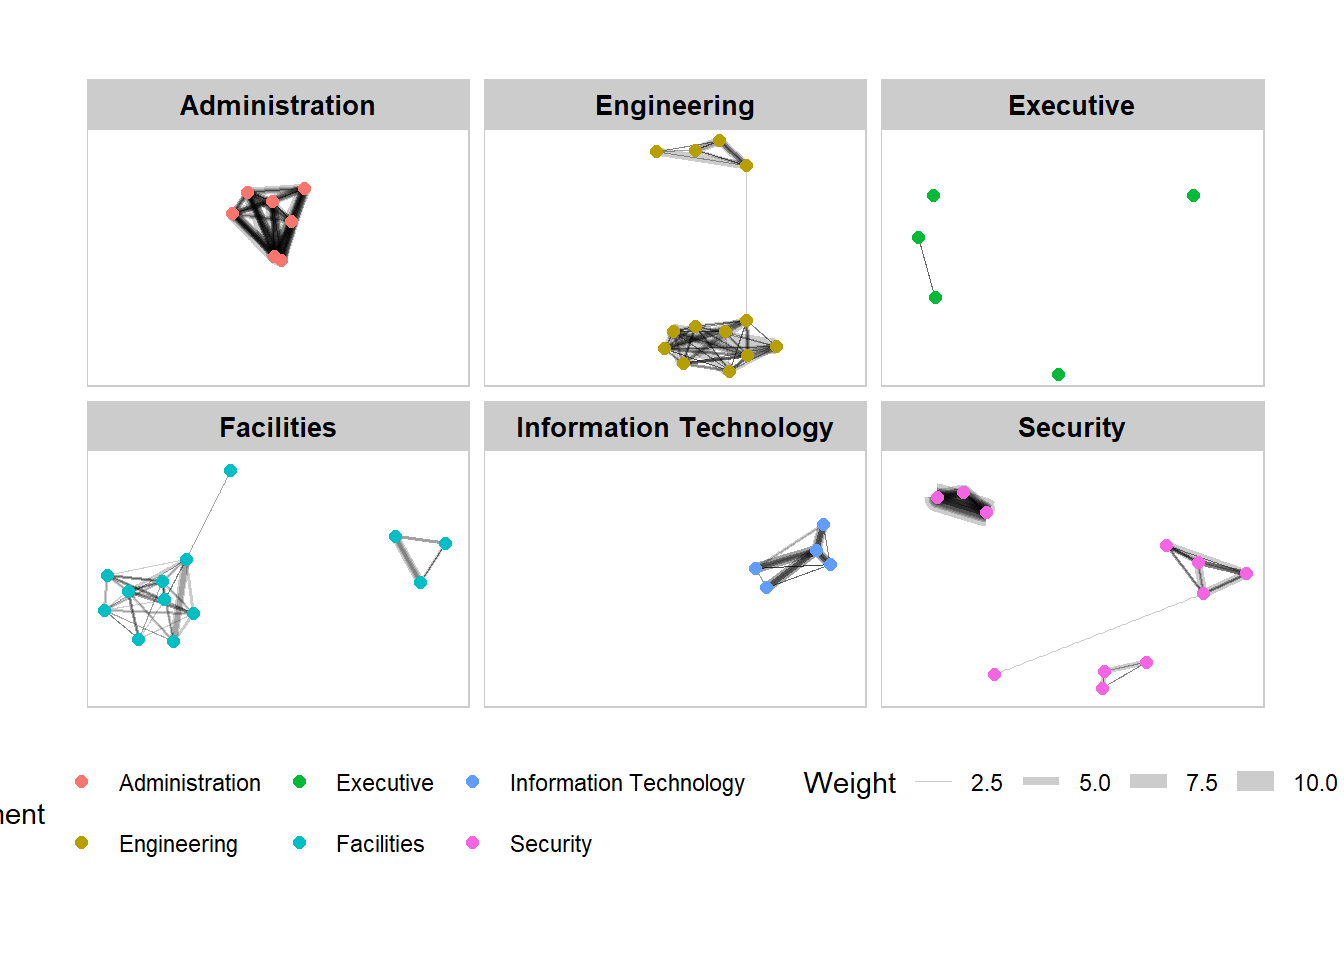 Administration
Engineering
Executive
Facilities
Information Technology
Security
Administration Executive Information Technology Weight 2.5 5.0 7.5 10.0
Engineering Facilities Security